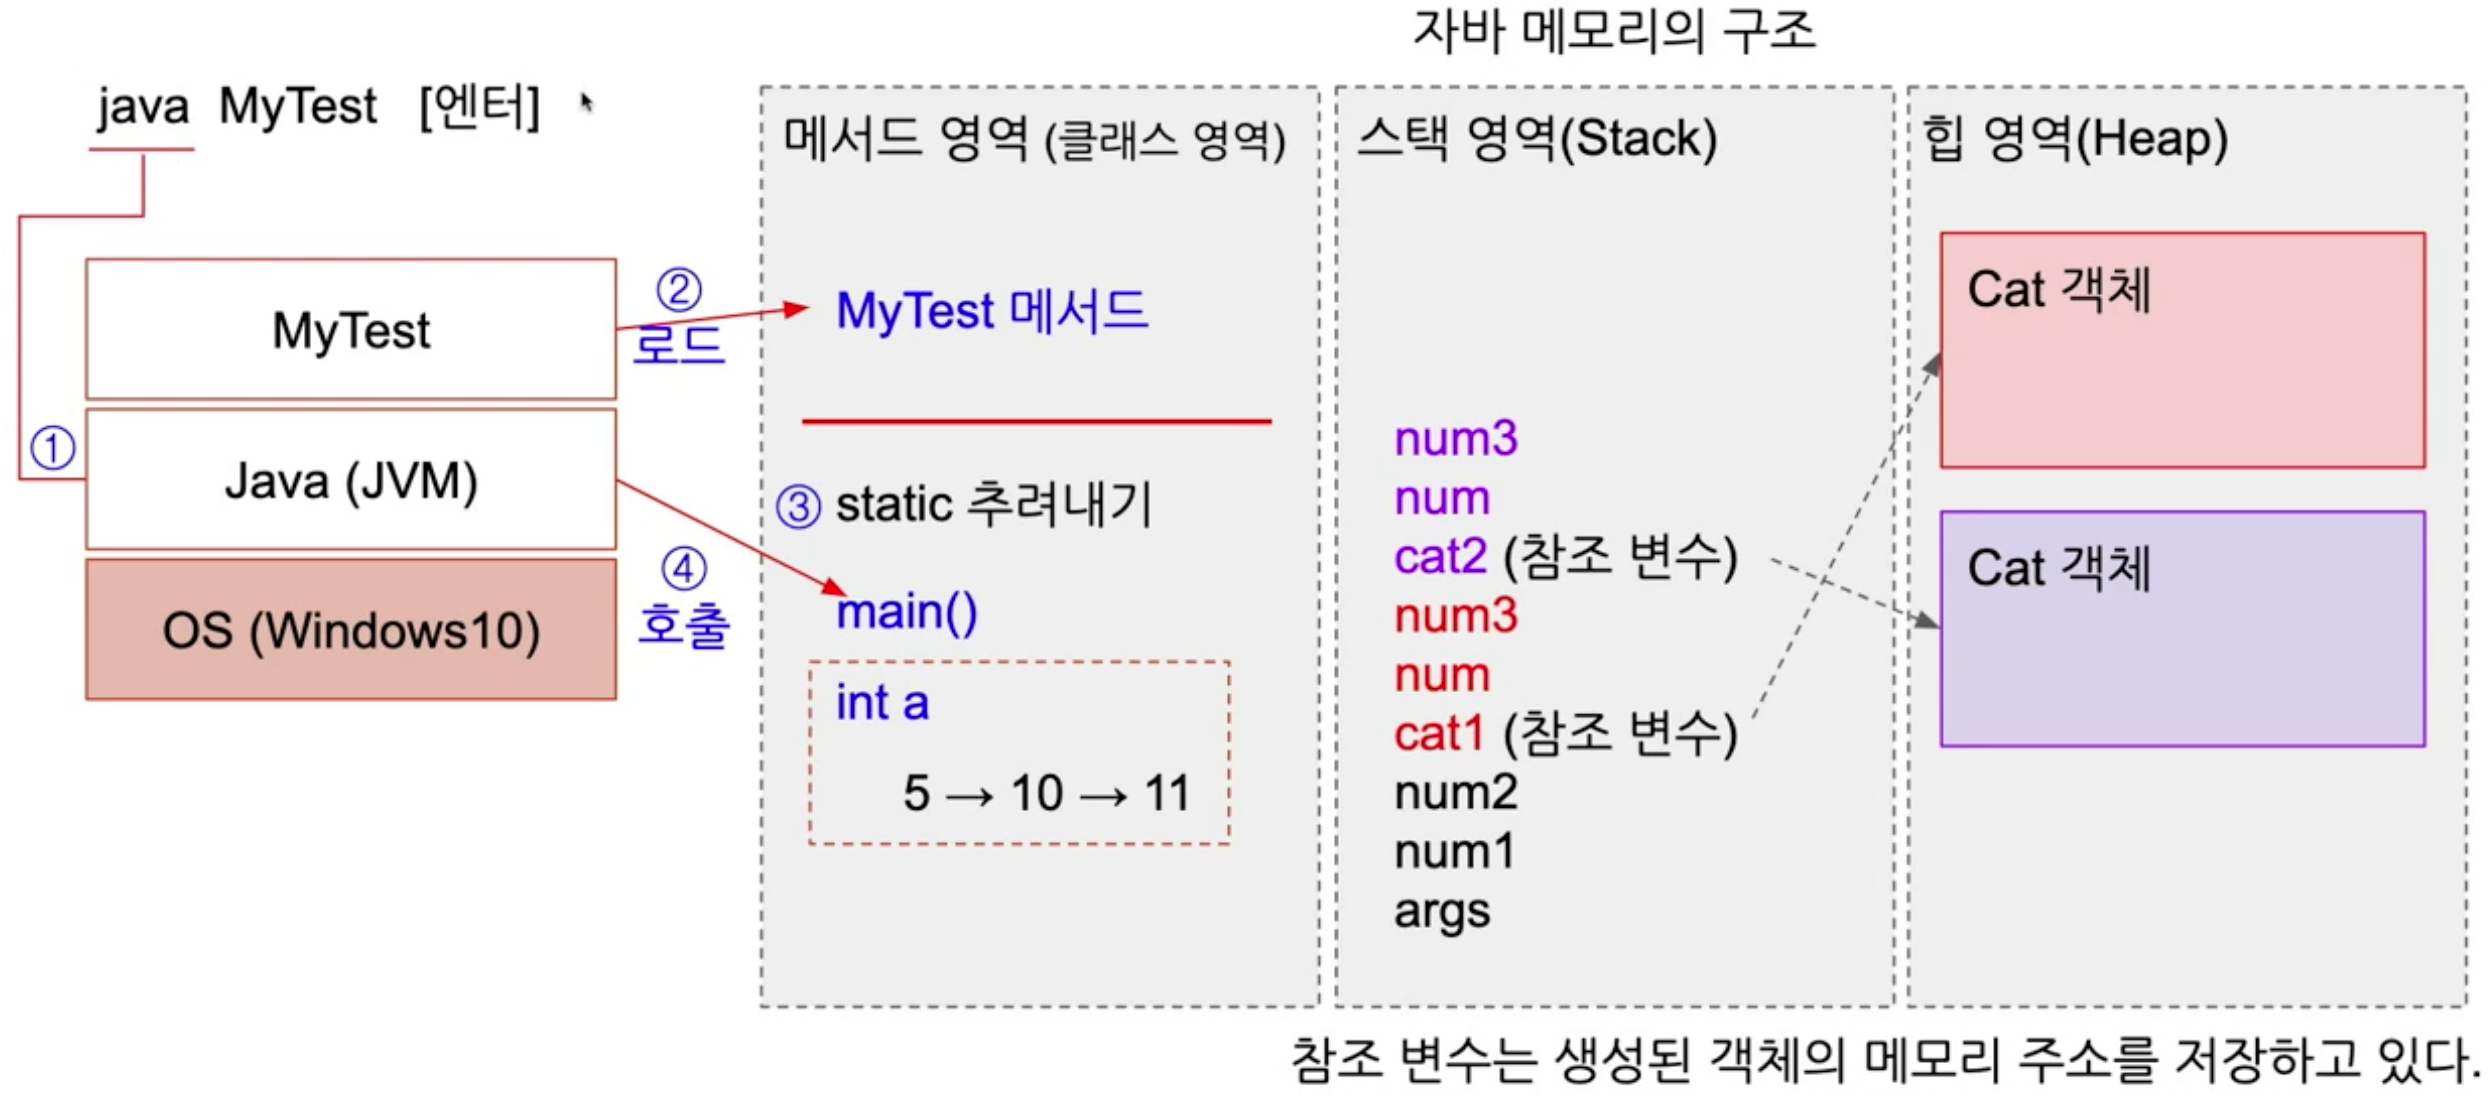 자바 메모리의 구조
java MyTest [엔터]
MyTest
Java (JVM)
OS (Windows10)
①
②
로드
④
호출
메서드 영역 (클래스 영역)
MyTest 메서드
③ static 추려내기
main()
int a
5 → 10 → 11
스택 영역(Stack)
num3
num
cat2 (참조 변수)
num3
num
cat1 (참조 변수)
num2
num1
args
힙 영역(Heap)
Cat 객체
Cat 객체
참조 변수는 생성된 객체의 메모리 주소를 저장하고 있다.